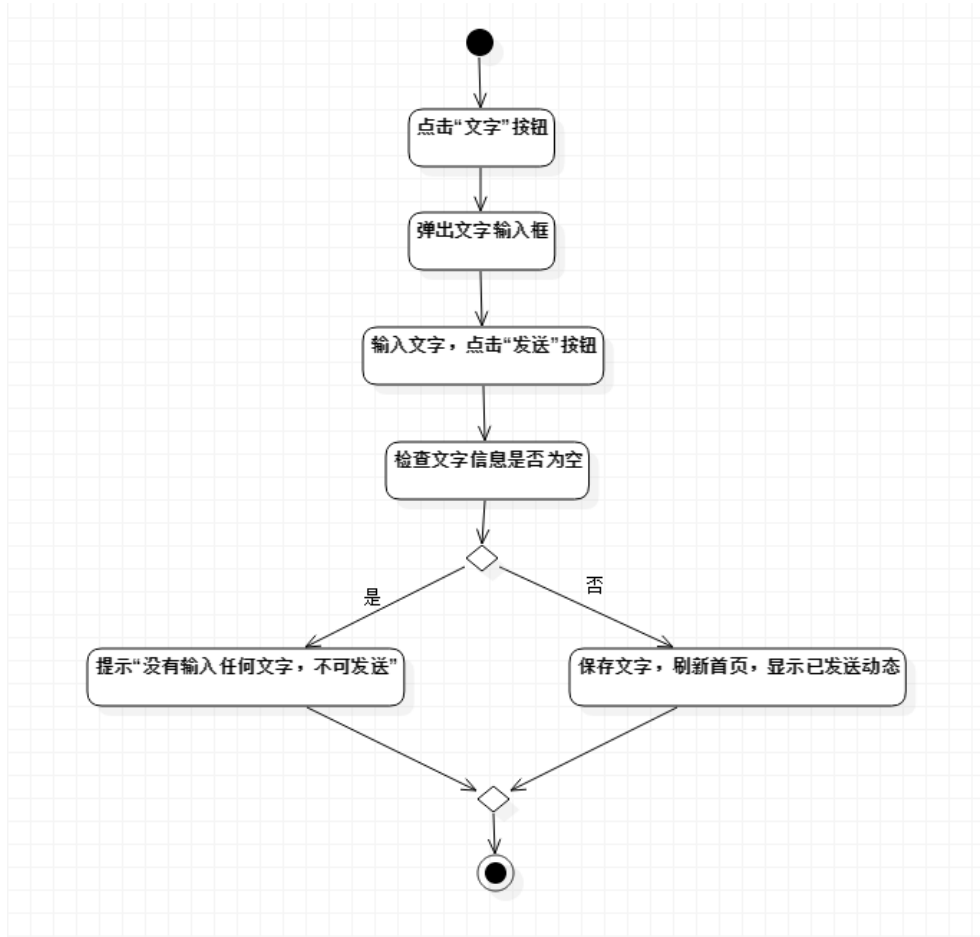 点击“文字”按钮
弹出文字输入框
输入文字，点击“发送”按钮
检查文字信息是否为空
是
否
提示“没有输入任何文字，不可发送”
保存文字，刷新首页，显示已发送动态